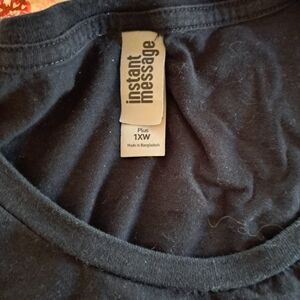 instant
message
Plus
1XW
Made in Bangladesh